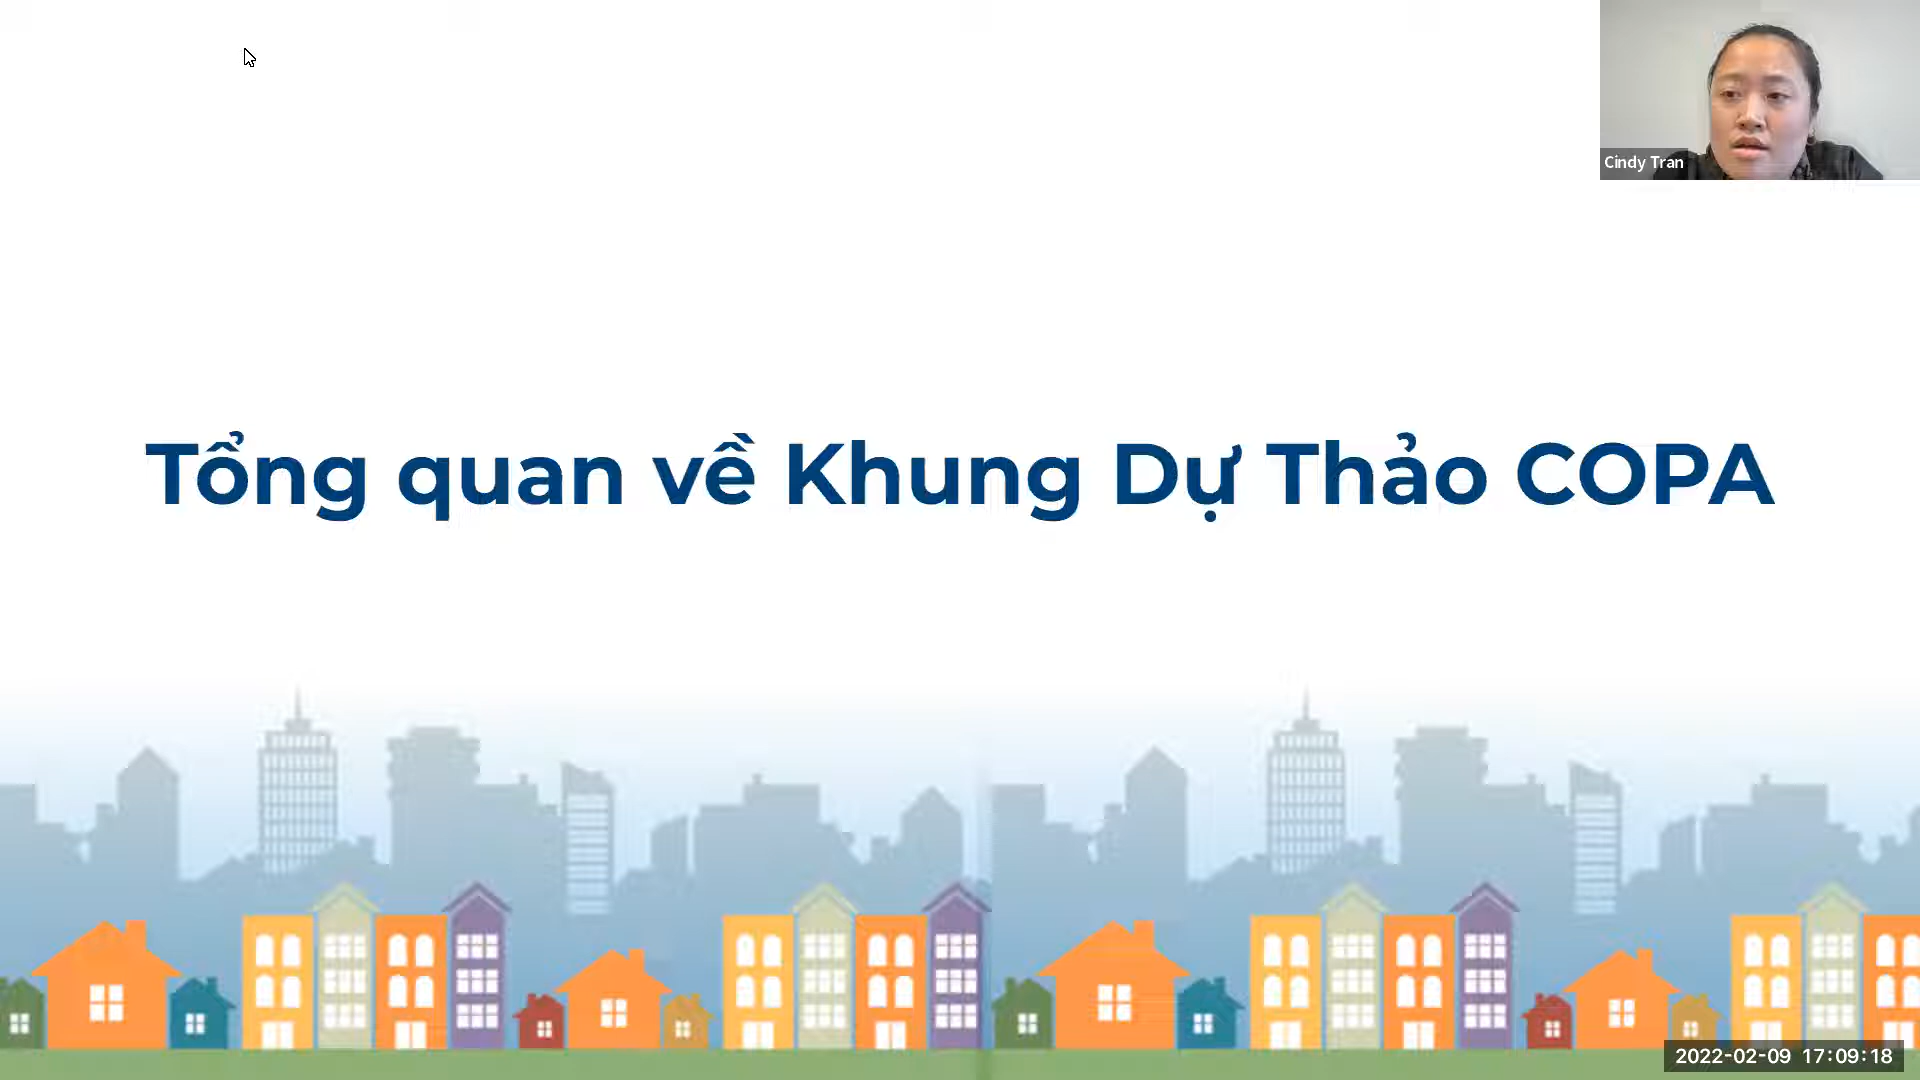 Cindy Tran
Tổng quan về Khung Dự Thảo COPA
2022-02-09 17:09:18